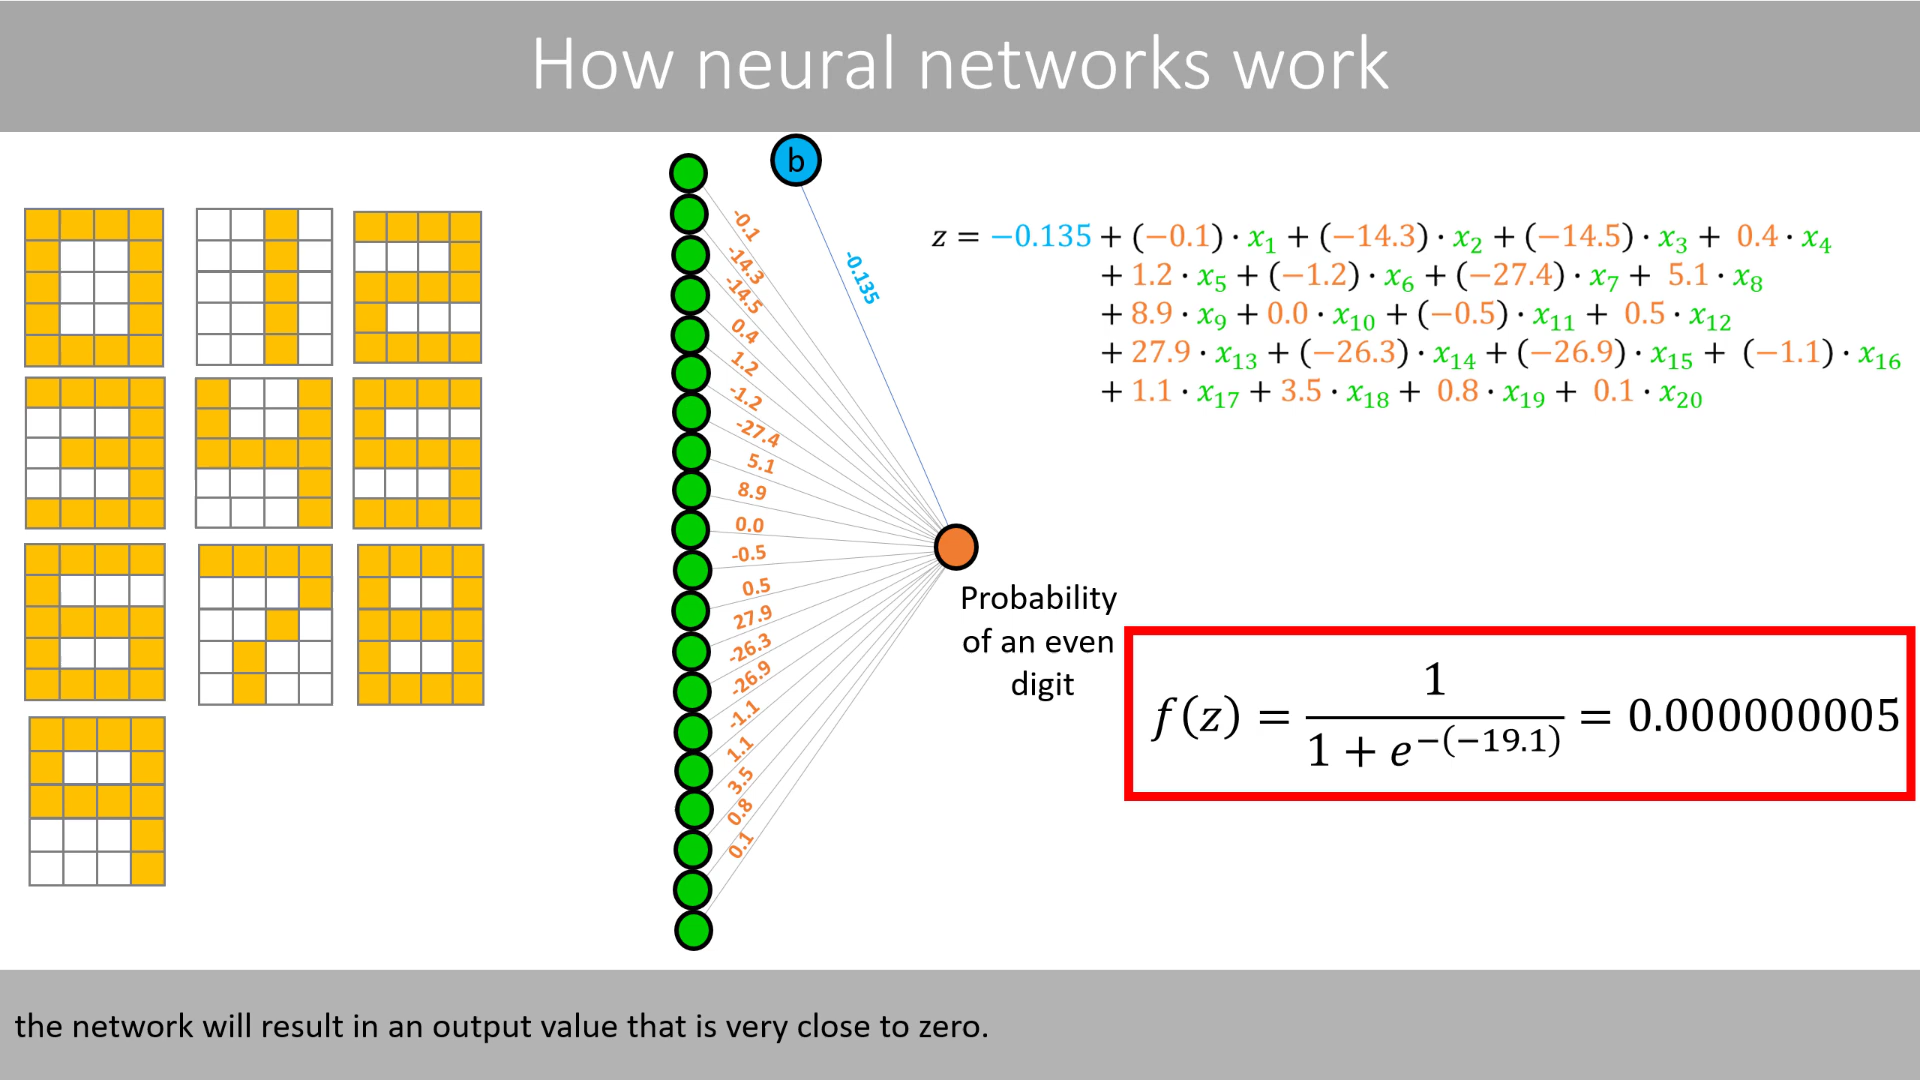 How neural networks work
b
-0.135
-0.1
-14.3
-14.5
0.4
1.2
-1.2
-27.4
5.1
8.9
0.0
-0.5
0.5
27.9
-26.3
-26.9
-1.1
1.1
3.5
0.8
0.1
z = −0.135 + (−0.1) · x₁ + (−14.3) · x₂ + (−14.5) · x₃ + 0.4 · x₄
+ 1.2 · x₅ + (−1.2) · x₆ + (−27.4) · x₇ + 5.1 · x₈
+ 8.9 · x₉ + 0.0 · x₁₀ + (−0.5) · x₁₁ + 0.5 · x₁₂
+ 27.9 · x₁₃ + (−26.3) · x₁₄ + (−26.9) · x₁₅ + (−1.1) · x₁₆
+ 1.1 · x₁₇ + 3.5 · x₁₈ + 0.8 · x₁₉ + 0.1 · x₂₀
Probability
of an even
digit
f(z) = 1 / (1 + e^−(−19.1)) = 0.000000005
the network will result in an output value that is very close to zero.